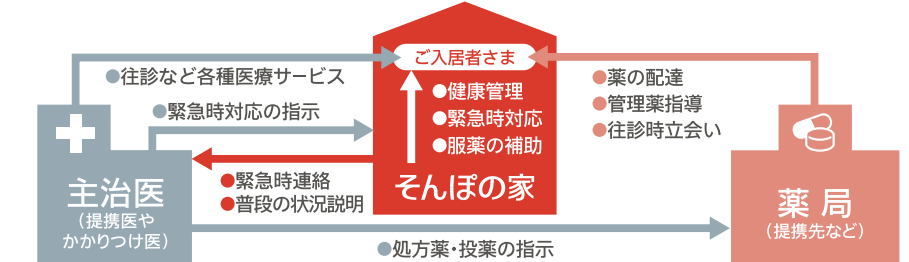 ご入居者さま
●往診など各種医療サービス
●健康管理
●緊急時対応
●服薬の補助
そんぽの家
●薬の配達
●管理薬指導
●往診時立会い
●緊急時対応の指示
●緊急時連絡
●普段の状況説明
主治医
（提携医や
かかりつけ医）
薬局
（提携先など）
●処方薬・投薬の指示